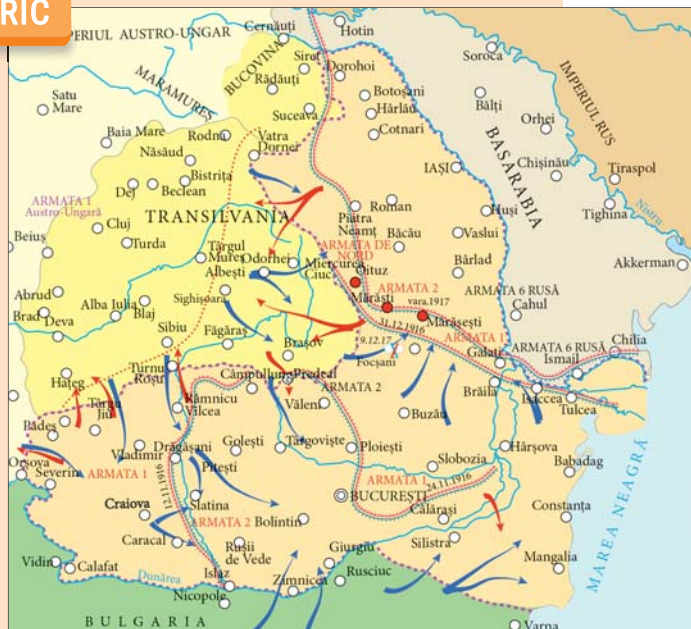 RIC
PERIUL AUSTRO-UNGAR
Cernăuți
Hotin
Soroca
IMPERIUL RUS
MARAMUREȘ
BUCOVINA
Siret
Dorohoi
Rădăuți
Satu
Mare
Botoșani
Hârlău
Bălți
Orhei
Suceava
Cotnari
Baia Mare
Rodna
Vatra
Dornei
BASARABIA
Năsăud
IAȘI
Chișinău
Tiraspol
Bistrița
Dej
Beclean
ARMATA 1
Austro-Ungară
Nistru
Roman
Huși
Tighina
TRANSILVANIA
Piatra
Neamț
Cluj
Turda
Beiuș
Vaslui
Bacău
Târgul
Mureș
Odorhei
Miercurea
Ciuc
ARMATA DE
NORD
Bârlad
Akkerman
Albești
Oituz
ARMATA 2
ARMATA 6 RUSĂ
Abrud
Sighișoara
Mărăști
vara.1917
Cahul
Alba Iulia
Blaj
Brad
Deva
Mărășești
31.12.1916
Sibiu
Făgăraș
9.12.17
ARMATA 1
ARMATA 6 RUSĂ
Chilia
Brașov
Focșani
Galați
Ismail
Hațeg
Turnu
Roșu
Câmpulung
Predeal
ARMATA 2
Brăila
Isaccea
Tulcea
Târgu
Jiu
Râmnicu
Vâlcea
Văleni
Buzău
Padeș
Vladimir
Drăgășani
Golești
Târgoviște
Ploiești
Hârșova
Orșova
Severin
ARMATA 1
Pitești
Slobozia
Babadag
12.11.1916
ARMATA 1
24.11.1916
Craiova
Slatina
BUCUREȘTI
Călărași
Constanța
ARMATA 2
Bolintin
MAREA NEAGRĂ
Caracal
Rușii
de Vede
Giurgiu
Silistra
Mangalia
Vidin
Calafat
Dunărea
Islaz
Zimnicea
Rusciuc
Nicopole
BULGARIA
Varna